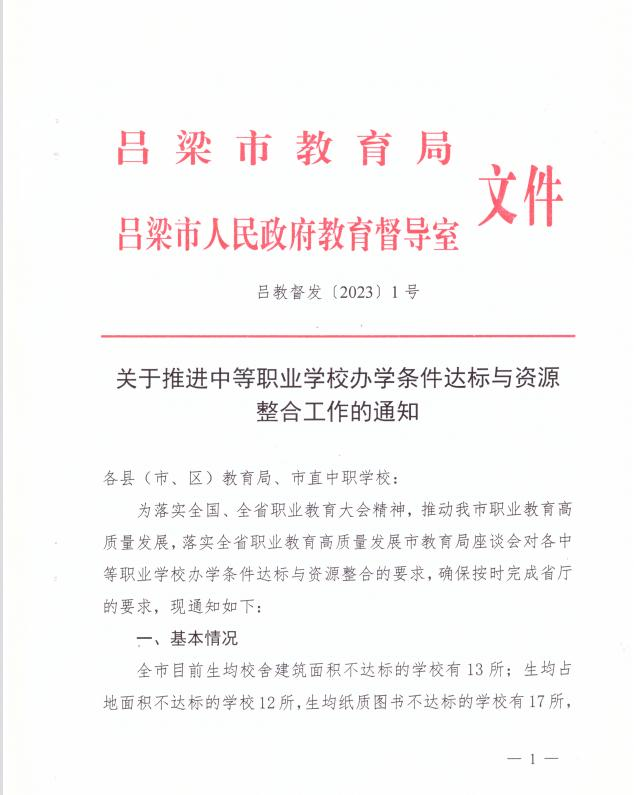 吕梁市教育局
文件
吕梁市人民政府教育督导室
吕教督发〔2023〕1号
关于推进中等职业学校办学条件达标与资源
整合工作的通知
各县（市、区）教育局、市直中职学校：
为落实全国、全省职业教育大会精神，推动我市职业教育高
质量发展，落实全省职业教育高质量发展市教育局座谈会对各中
等职业学校办学条件达标与资源整合的要求，确保按时完成省厅
的要求，现通知如下：
一、基本情况
全市目前生均校舍建筑面积不达标的学校有13所；生均占
地面积不达标的学校12所，生均纸质图书不达标的学校有17所，
— 1 —